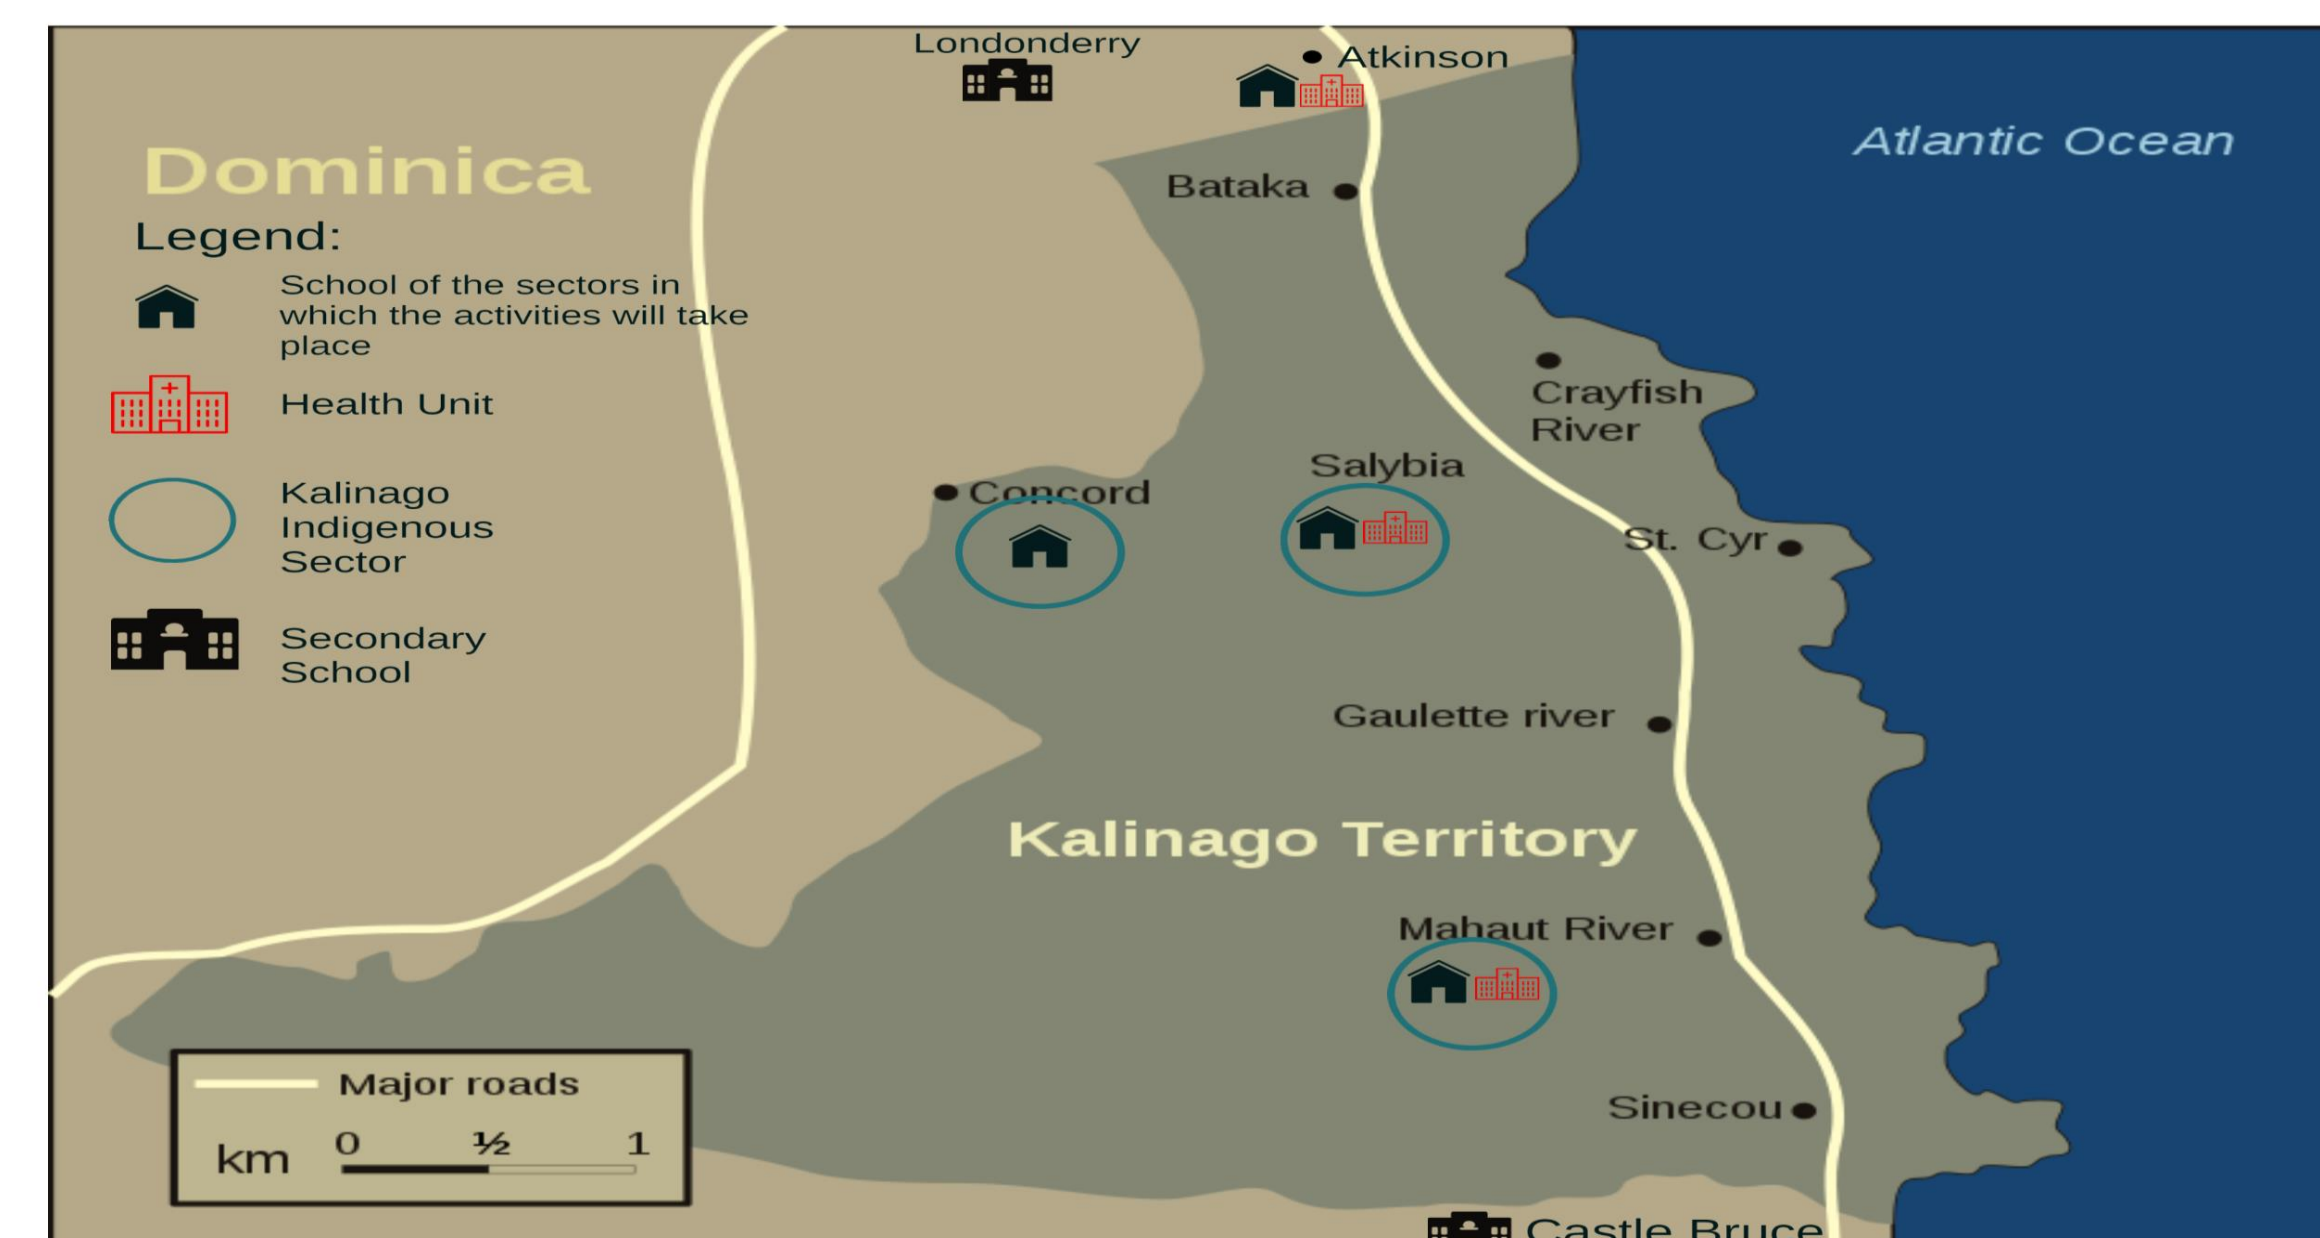 Londonderry
Atkinson
Atlantic Ocean
Dominica
Bataka
Legend:
School of the sectors in
which the activities will take
place
Health Unit
Crayfish
River
Salybia
Concord
Kalinago
Indigenous
Sector
St. Cyr
Secondary
School
Gaulette river
Kalinago Territory
Mahaut River
Major roads
Sinecou
km 0 ½ 1
Castle Bruce